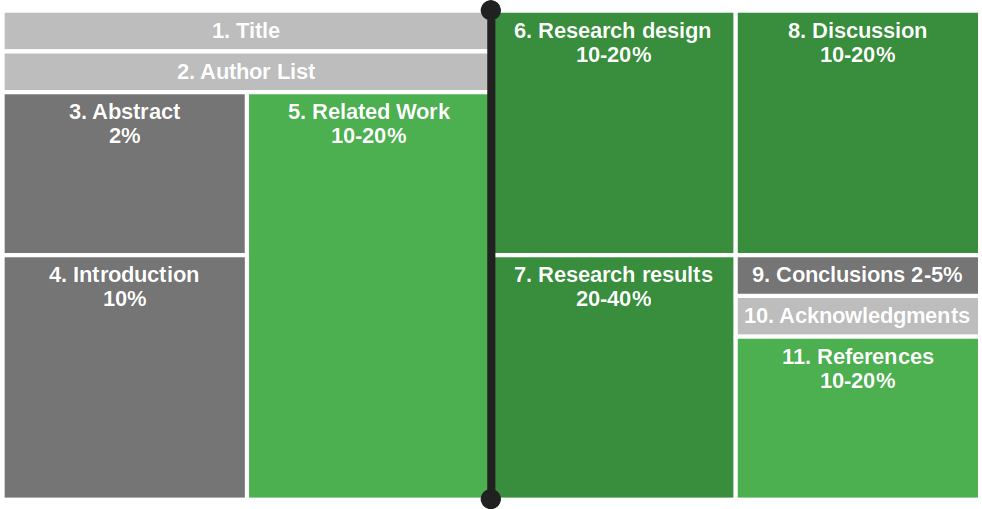 1. Title
2. Author List
3. Abstract
2%
4. Introduction
10%
5. Related Work
10-20%
6. Research design
10-20%
7. Research results
20-40%
8. Discussion
10-20%
9. Conclusions 2-5%
10. Acknowledgments
11. References
10-20%